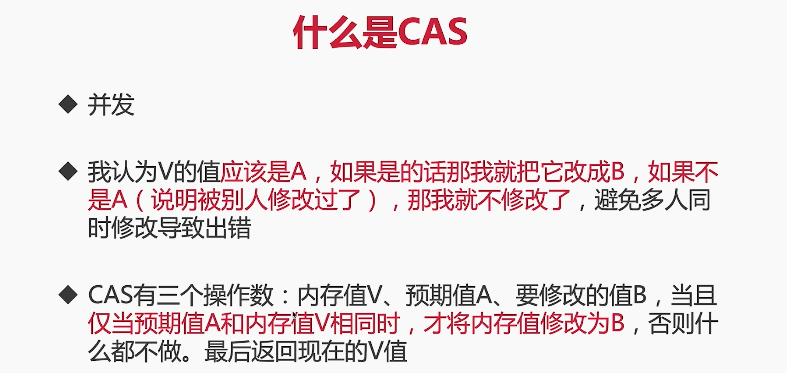 什么是CAS
◆ 并发
◆ 我认为V的值应该是A，如果是的话那我就把它改成B，如果不
是A（说明被别人修改过了），那我就不修改了，避免多人同
时修改导致出错
◆ CAS有三个操作数：内存值V、预期值A、要修改的值B，当且
仅当预期值A和内存值V相同时，才将内存值修改为B，否则什
么都不做。最后返回现在的V值